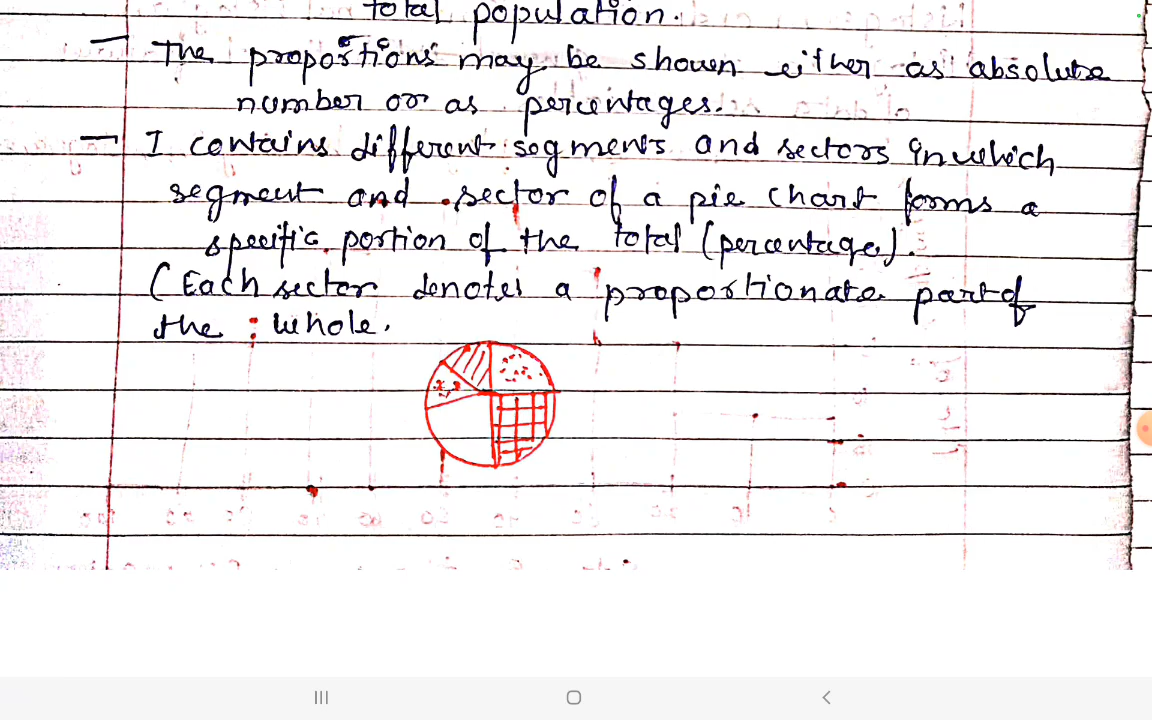 total population.
— The proportions may be shown either as absolute
number or as percentages.
— I contains different segments and sectors in which
segment and sector of a pie chart forms a
specific portion of the total (percentage).
(Each sector denotes a proportionate part of
the : whole.